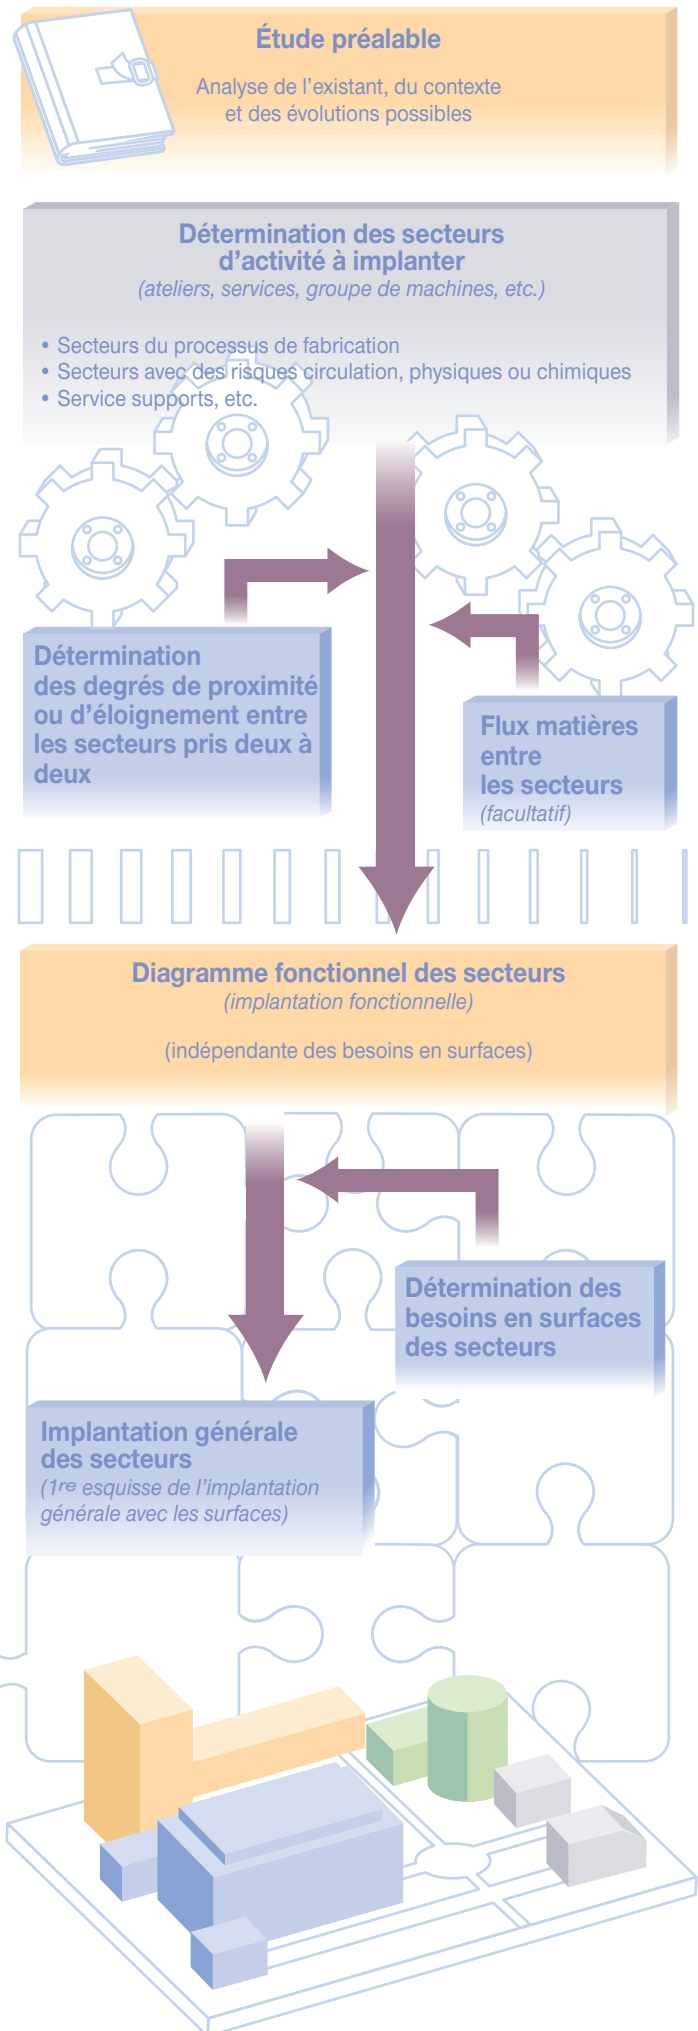 Étude préalable
Analyse de l'existant, du contexte
et des évolutions possibles
Détermination des secteurs
d'activité à implanter
(ateliers, services, groupe de machines, etc.)
• Secteurs du processus de fabrication
• Secteurs avec des risques circulation, physiques ou chimiques
• Service supports, etc.
Détermination
des degrés de proximité
ou d'éloignement entre
les secteurs pris deux à
deux
Flux matières
entre
les secteurs
(facultatif)
Diagramme fonctionnel des secteurs
(implantation fonctionnelle)
(indépendante des besoins en surfaces)
Détermination des
besoins en surfaces
des secteurs
Implantation générale
des secteurs
(1re esquisse de l'implantation
générale avec les surfaces)